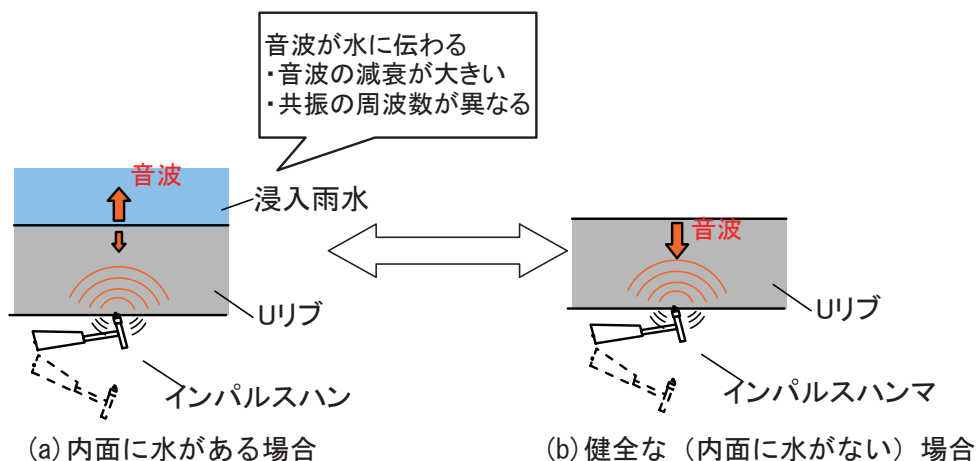 音波が水に伝わる
・音波の減衰が大きい
・共振の周波数が異なる
音波
浸入雨水
Uリブ
インパルスハン
(a)内面に水がある場合
音波
Uリブ
インパルスハンマ
(b)健全な（内面に水がない）場合